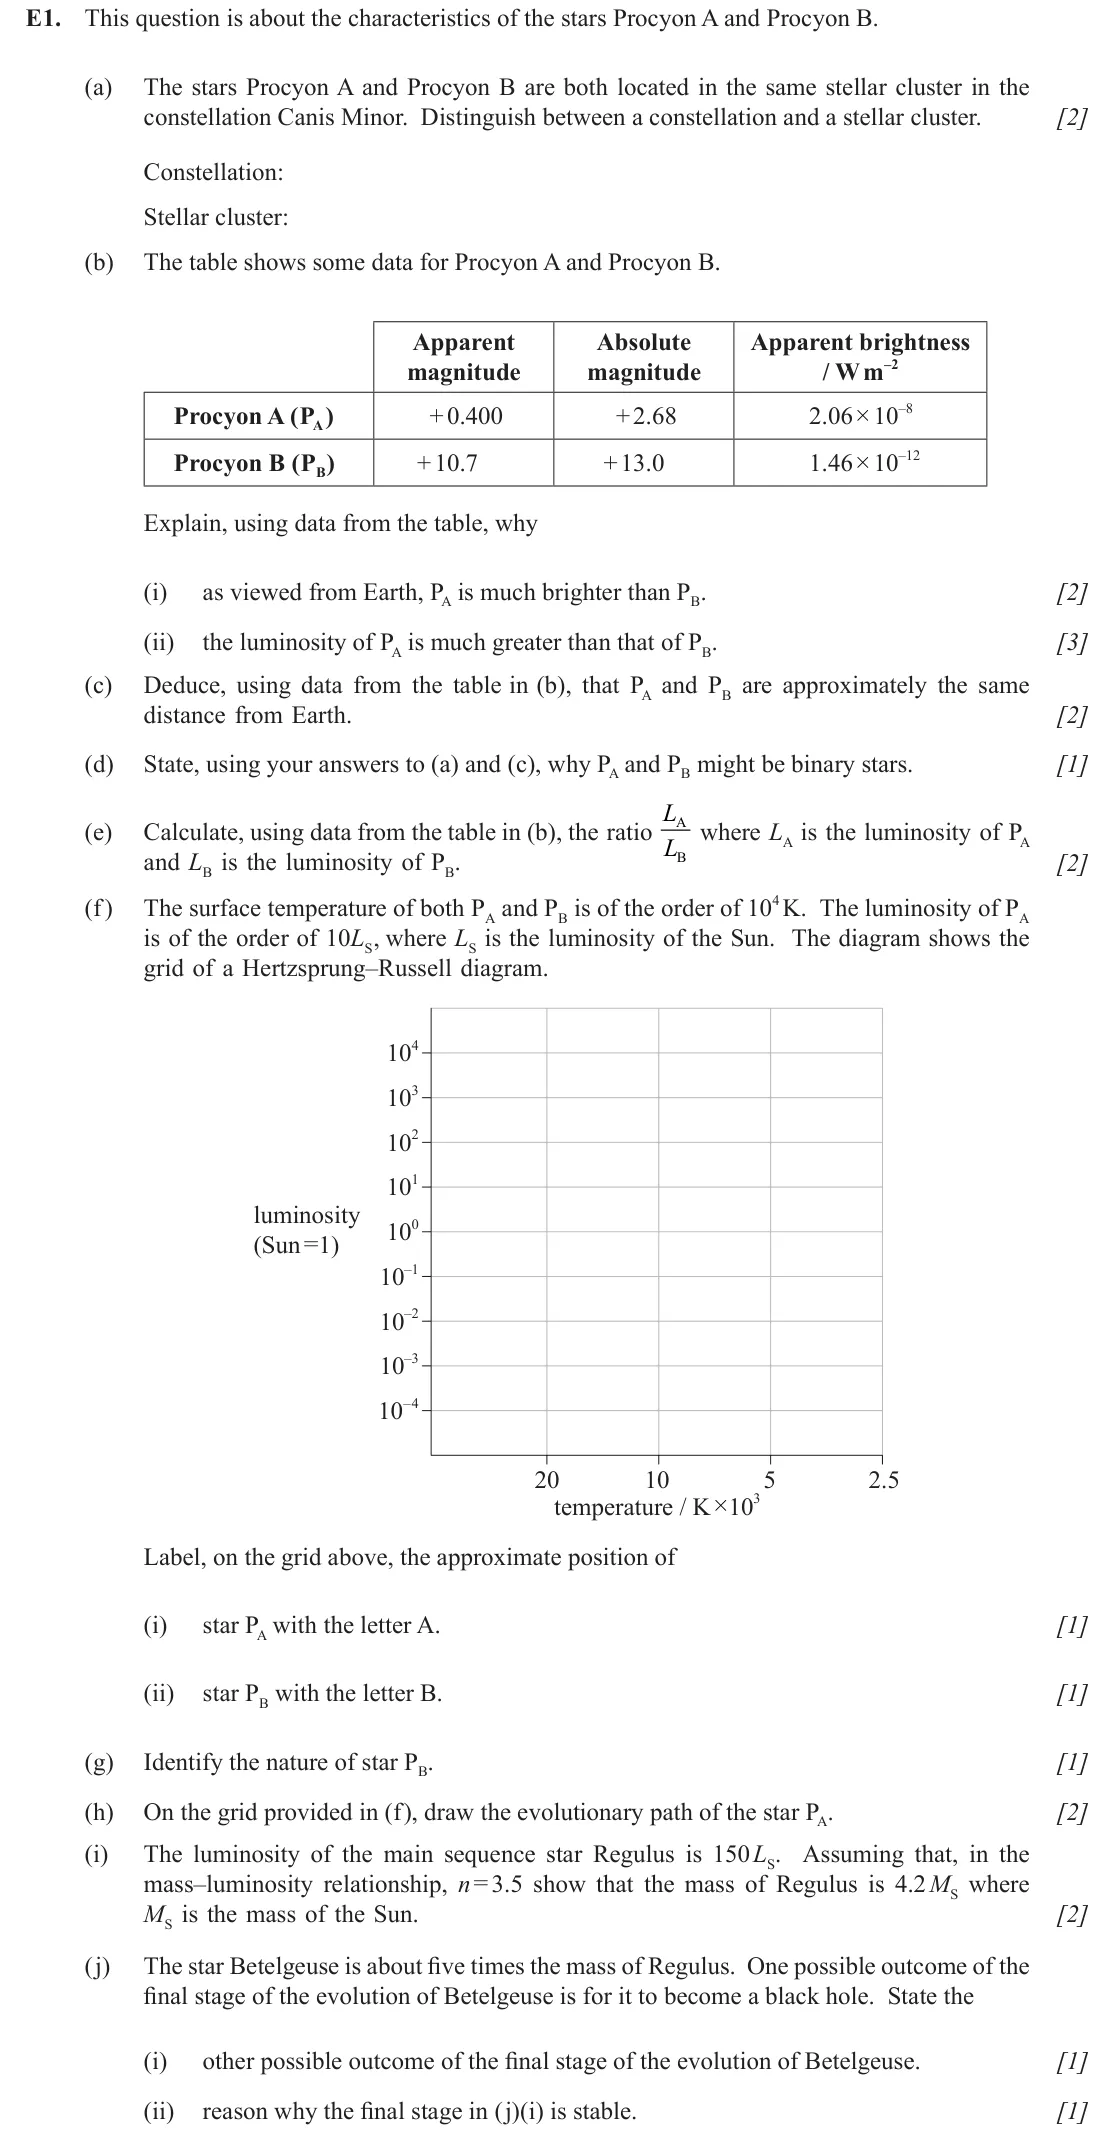 E1. This question is about the characteristics of the stars Procyon A and Procyon B.
(a) The stars Procyon A and Procyon B are both located in the same stellar cluster in the
constellation Canis Minor. Distinguish between a constellation and a stellar cluster. [2]
Constellation:
Stellar cluster:
(b) The table shows some data for Procyon A and Procyon B.
Apparent magnitude Absolute magnitude Apparent brightness / W m⁻²
Procyon A (P_A) +0.400 +2.68 2.06×10⁻⁸
Procyon B (P_B) +10.7 +13.0 1.46×10⁻¹²
Explain, using data from the table, why
(i) as viewed from Earth, P_A is much brighter than P_B. [2]
(ii) the luminosity of P_A is much greater than that of P_B. [3]
(c) Deduce, using data from the table in (b), that P_A and P_B are approximately the same
distance from Earth. [2]
(d) State, using your answers to (a) and (c), why P_A and P_B might be binary stars. [1]
(e) Calculate, using data from the table in (b), the ratio L_A/L_B where L_A is the luminosity of P_A
and L_B is the luminosity of P_B. [2]
(f) The surface temperature of both P_A and P_B is of the order of 10⁴K. The luminosity of P_A
is of the order of 10L_S, where L_S is the luminosity of the Sun. The diagram shows the
grid of a Hertzsprung–Russell diagram.
10⁴
10³
10²
10¹
luminosity
(Sun=1)
10⁰
10⁻¹
10⁻²
10⁻³
10⁻⁴
20 10 5 2.5
temperature / K×10³
Label, on the grid above, the approximate position of
(i) star P_A with the letter A. [1]
(ii) star P_B with the letter B. [1]
(g) Identify the nature of star P_B. [1]
(h) On the grid provided in (f), draw the evolutionary path of the star P_A. [2]
(i) The luminosity of the main sequence star Regulus is 150L_S. Assuming that, in the
mass–luminosity relationship, n=3.5 show that the mass of Regulus is 4.2M_S where
M_S is the mass of the Sun. [2]
(j) The star Betelgeuse is about five times the mass of Regulus. One possible outcome of the
final stage of the evolution of Betelgeuse is for it to become a black hole. State the
(i) other possible outcome of the final stage of the evolution of Betelgeuse. [1]
(ii) reason why the final stage in (j)(i) is stable. [1]